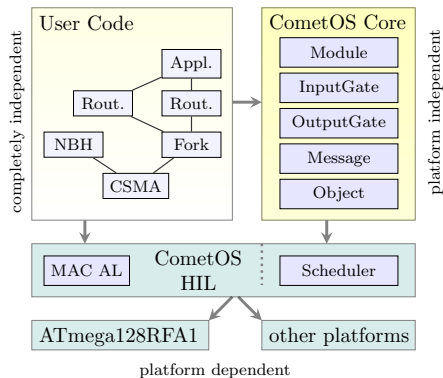 completely independent
User Code
Appl.
Rout.
Rout.
NBH
Fork
CSMA
CometOS Core
Module
InputGate
OutputGate
Message
Object
platform independent
MAC AL
CometOS
HIL
Scheduler
ATmega128RFA1
other platforms
platform dependent